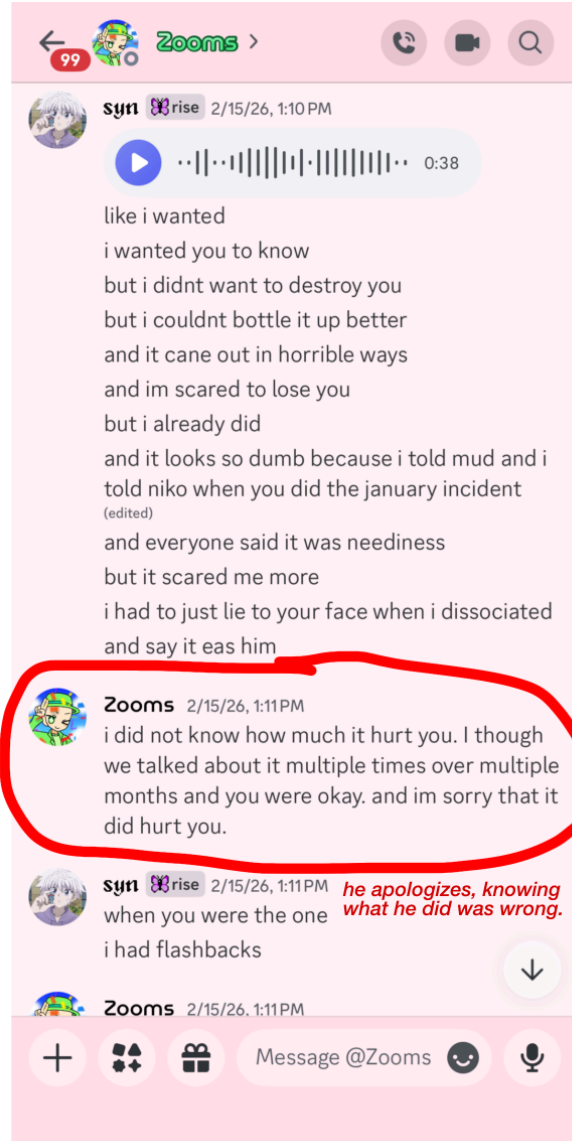 99
Zooms >
syn rise 2/15/26, 1:10 PM
0:38
like i wanted
i wanted you to know
but i didnt want to destroy you
but i couldnt bottle it up better
and it cane out in horrible ways
and im scared to lose you
but i already did
and it looks so dumb because i told mud and i
told niko when you did the january incident
(edited)
and everyone said it was neediness
but it scared me more
i had to just lie to your face when i dissociated
and say it eas him
Zooms 2/15/26, 1:11 PM
i did not know how much it hurt you. I though
we talked about it multiple times over multiple
months and you were okay. and im sorry that it
did hurt you.
syn rise 2/15/26, 1:11 PM
he apologizes, knowing
what he did was wrong.
when you were the one
i had flashbacks
Zooms 2/15/26, 1:11 PM
Message @Zooms